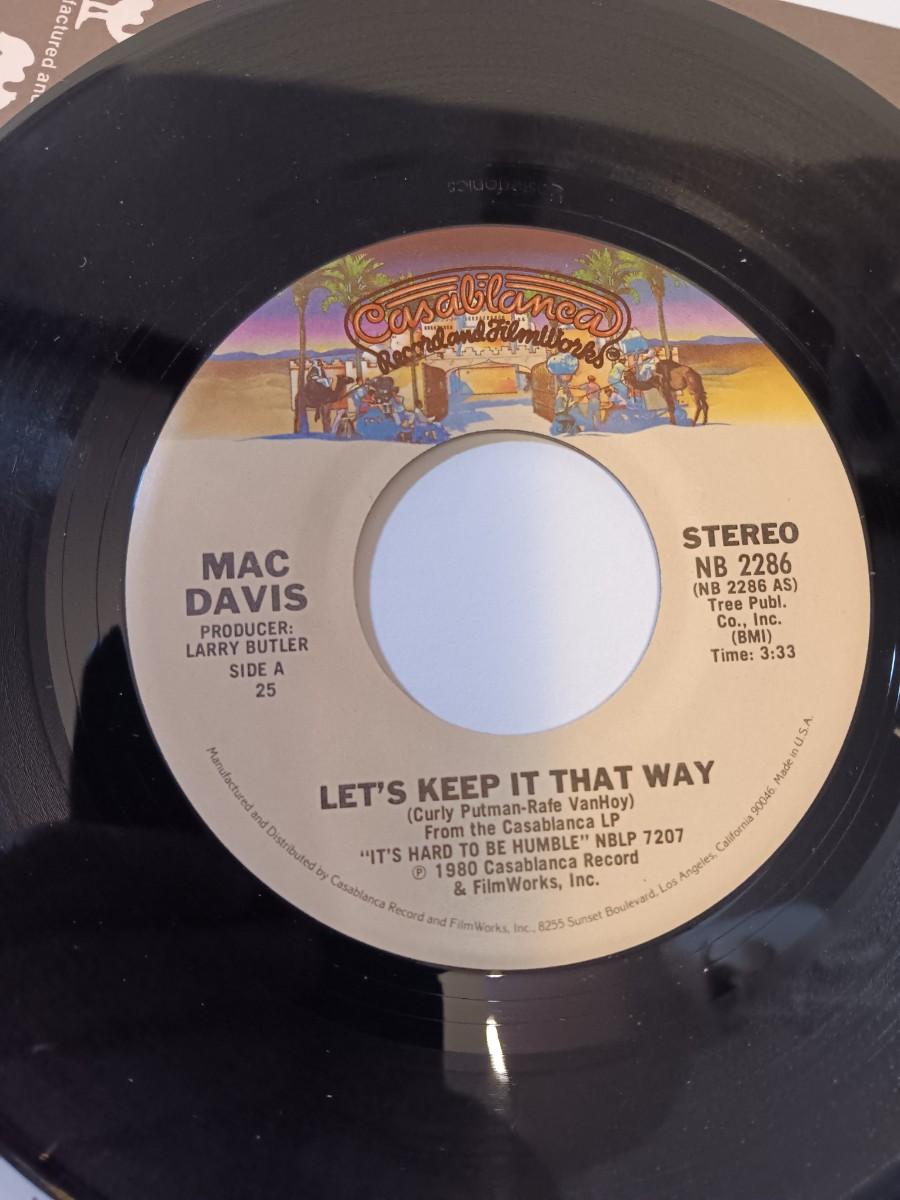 factured and
Casablanca
Record and FilmWorks
MAC
DAVIS
PRODUCER:
LARRY BUTLER
SIDE A
25
STEREO
NB 2286
(NB 2286 AS)
Tree Publ.
Co., Inc.
(BMI)
Time: 3:33
LET'S KEEP IT THAT WAY
(Curly Putman-Rafe VanHoy)
From the Casablanca LP
"IT'S HARD TO BE HUMBLE" NBLP 7207
℗ 1980 Casablanca Record
& FilmWorks, Inc.
Manufactured and Distributed by Casablanca Record and FilmWorks, Inc., 8255 Sunset Boulevard, Los Angeles, California 90046. Made in U.S.A.